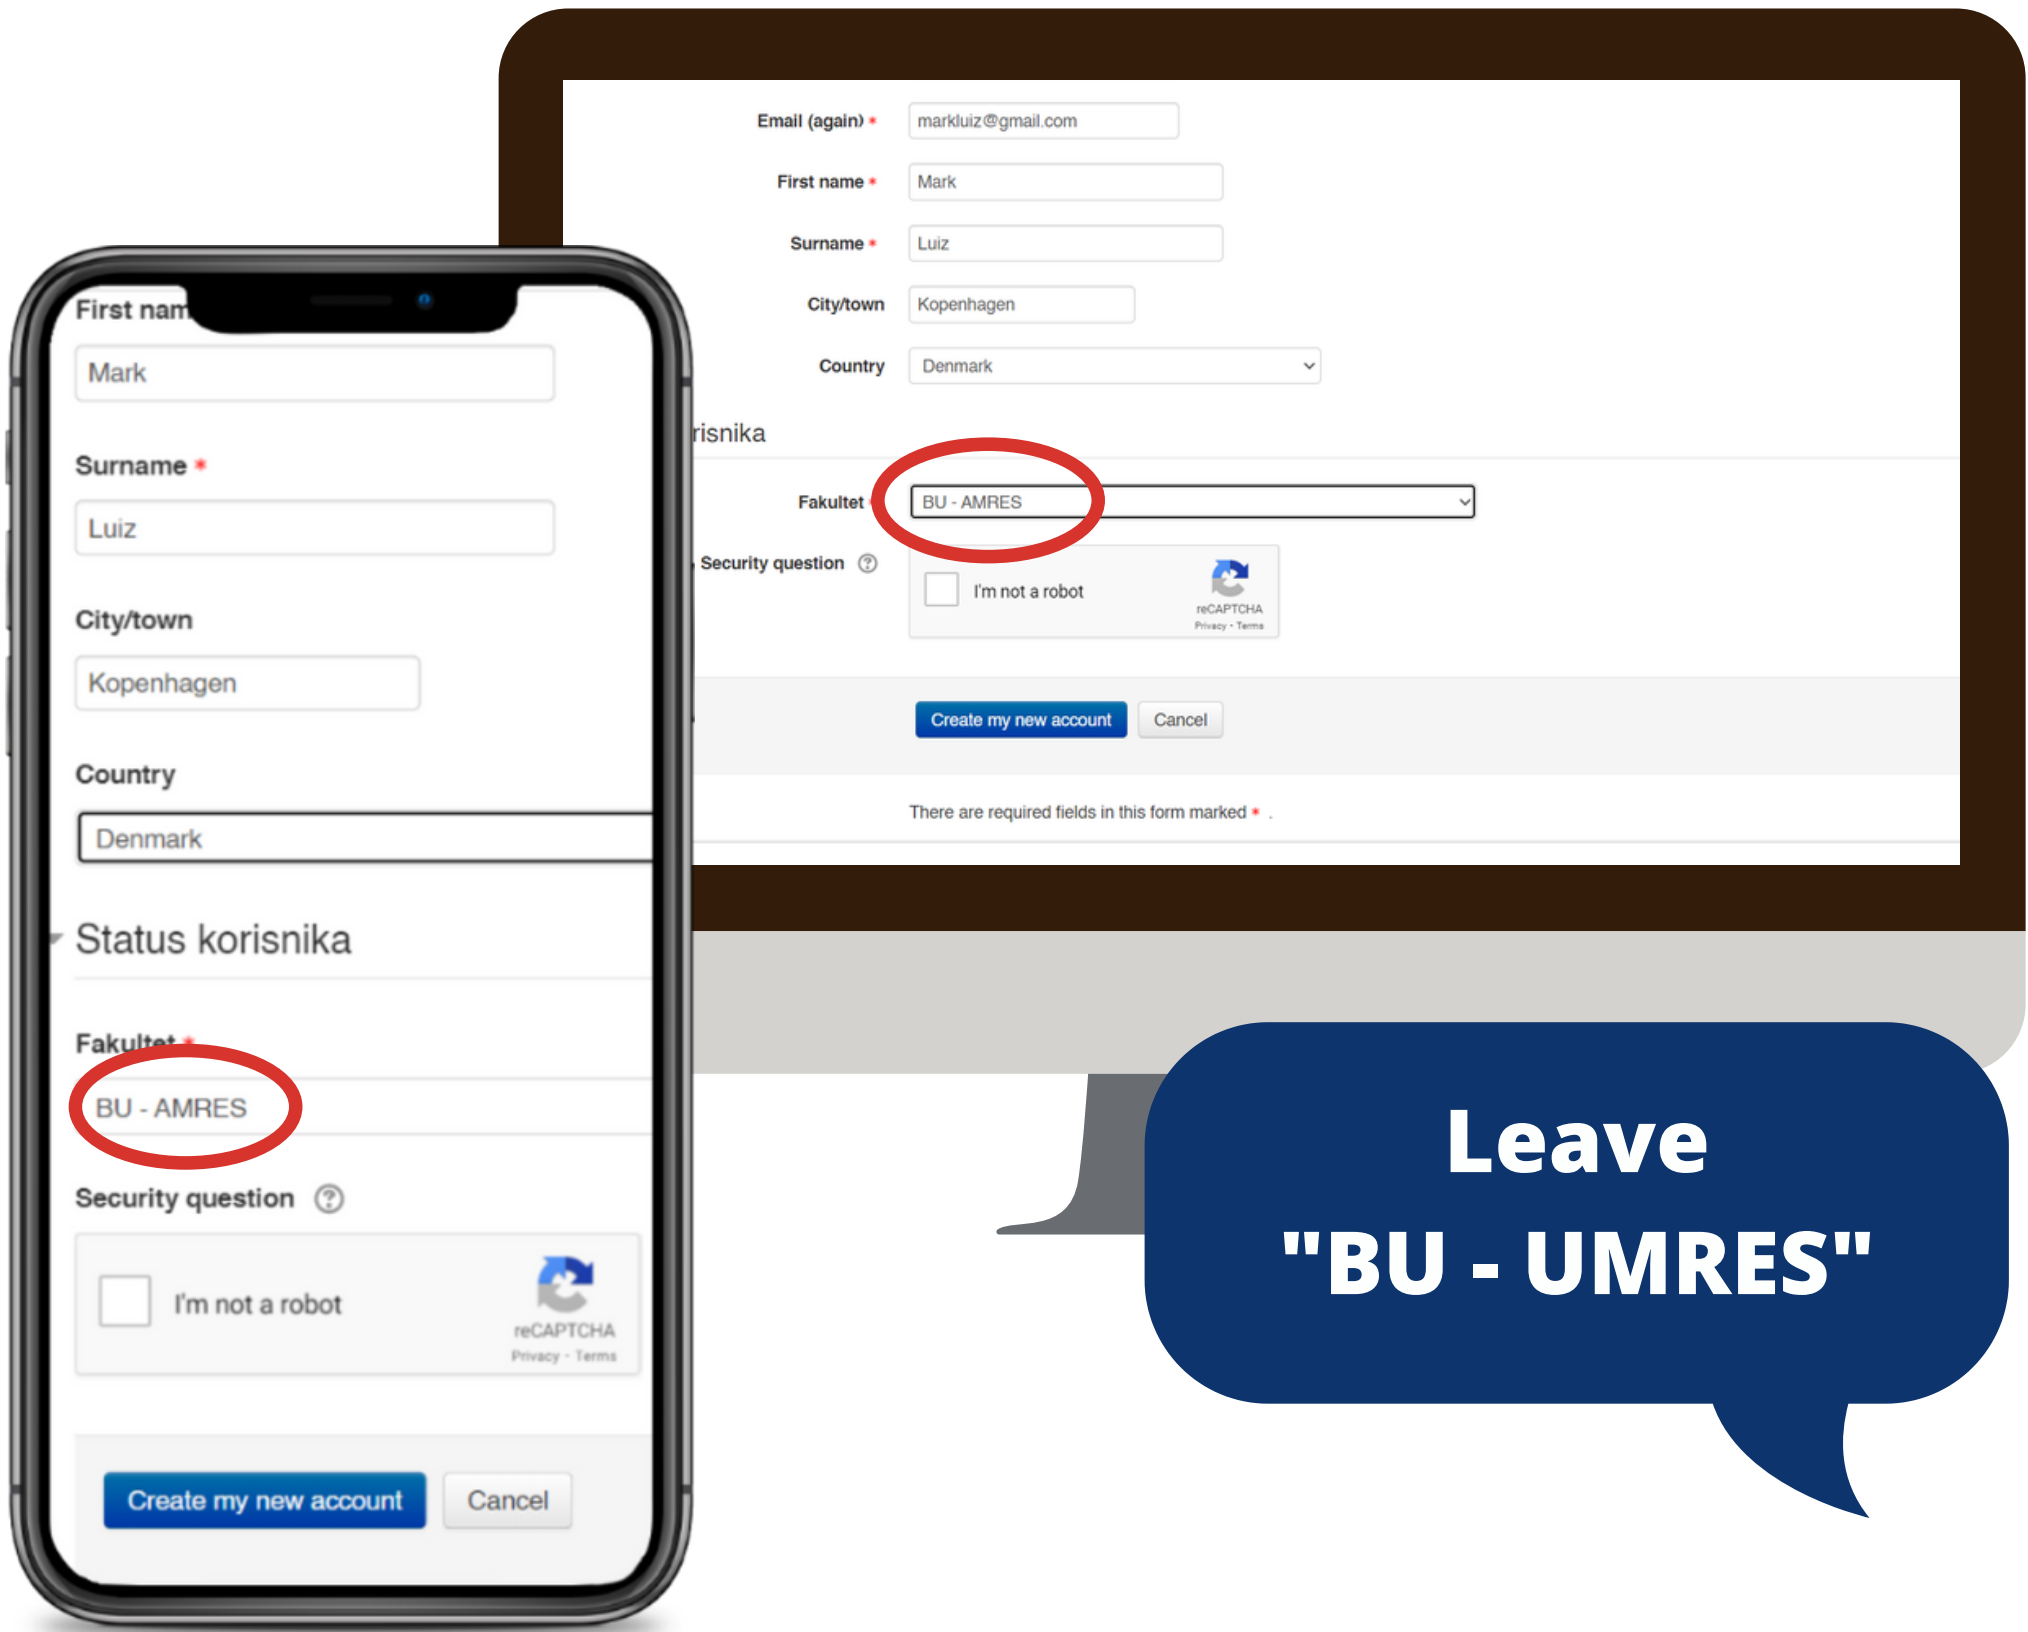 Email (again) *
markluiz@gmail.com
First name *
Mark
Surname *
Luiz
City/town
Kopenhagen
Country
Denmark
risnika
Fakultet
BU - AMRES
Security question
I'm not a robot
reCAPTCHA
Privacy - Terms
Create my new account
Cancel
There are required fields in this form marked * .
First nam
Mark
Surname *
Luiz
City/town
Kopenhagen
Country
Denmark
Status korisnika
Fakultet *
BU - AMRES
Security question
I'm not a robot
reCAPTCHA
Privacy - Terms
Create my new account
Cancel
Leave
"BU - UMRES"